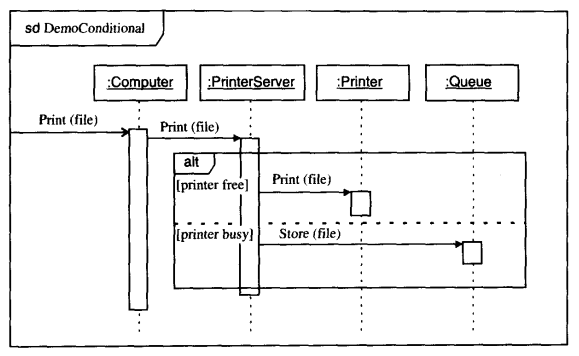 sd DemoConditional
:Computer :PrinterServer :Printer :Queue
Print (file)
Print (file)
alt
[printer free] Print (file)
[printer busy] Store (file)